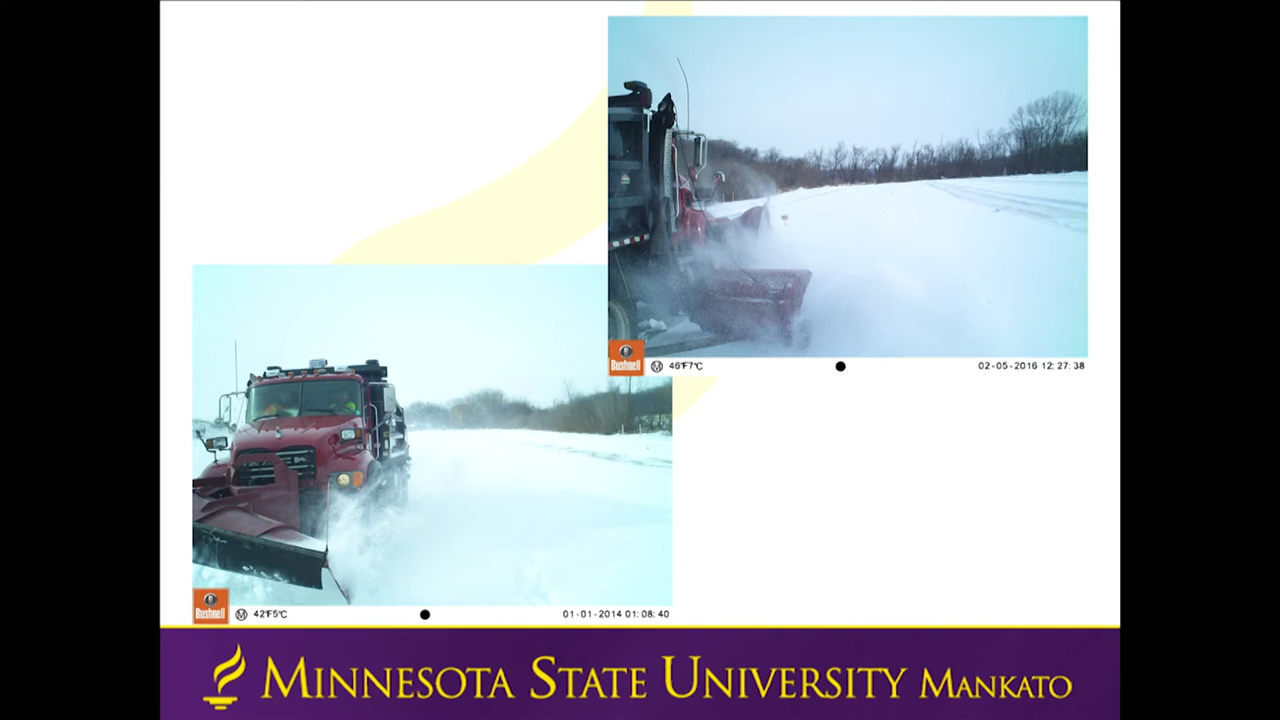 Bushnell
M 46°F7°C
02-05-2016 12:27:38
Bushnell
M 42°F5°C
01-01-2014 01:08:40
MINNESOTA STATE UNIVERSITY MANKATO